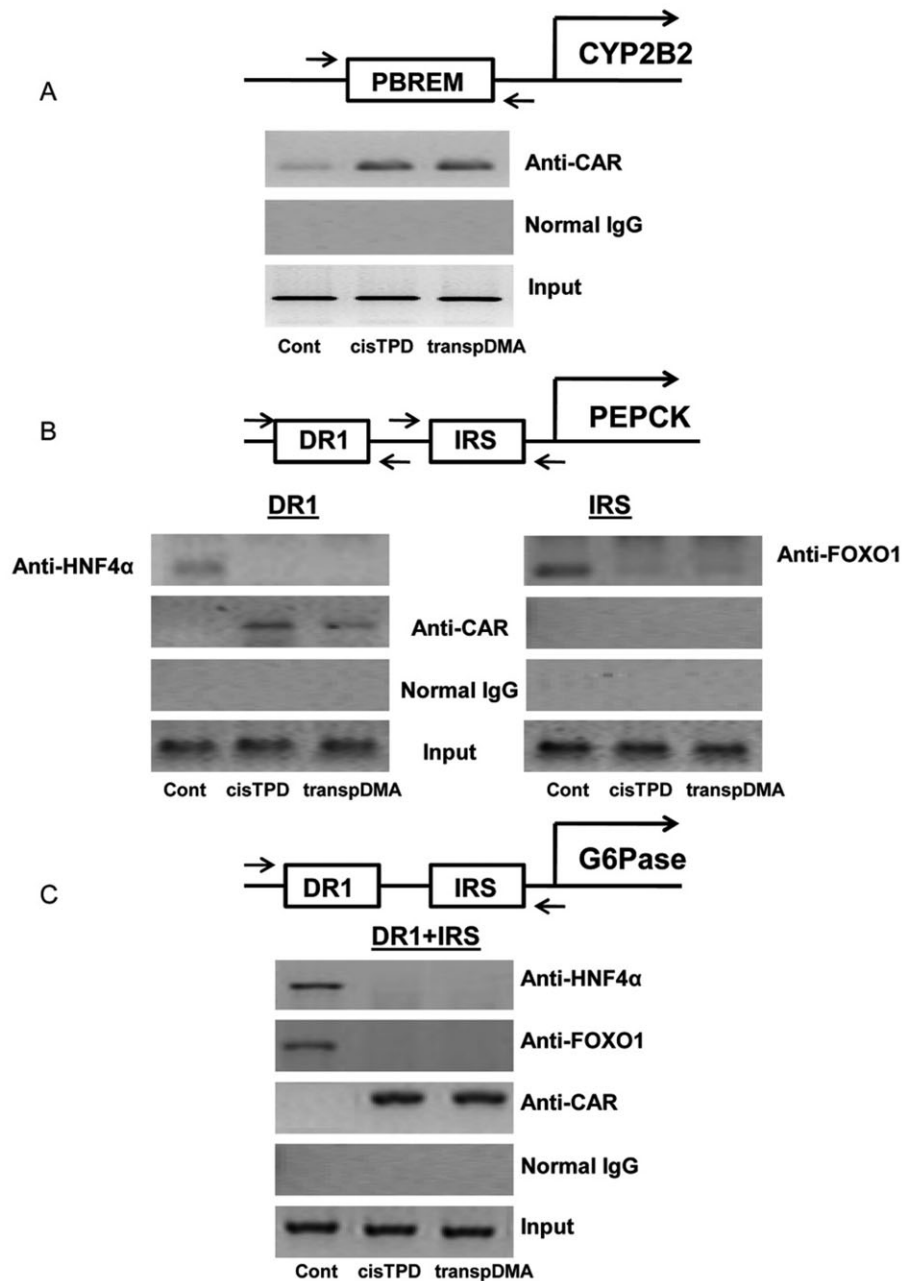 A
CYP2B2
PBREM
Anti-CAR
Normal IgG
Input
Cont cisTPD transpDMA
B
PEPCK
DR1 IRS
DR1 IRS
Anti-HNF4α Anti-FOXO1
Anti-CAR
Normal IgG
Input
Cont cisTPD transpDMA Cont cisTPD transpDMA
C
G6Pase
DR1 IRS
DR1+IRS
Anti-HNF4α
Anti-FOXO1
Anti-CAR
Normal IgG
Input
Cont cisTPD transpDMA